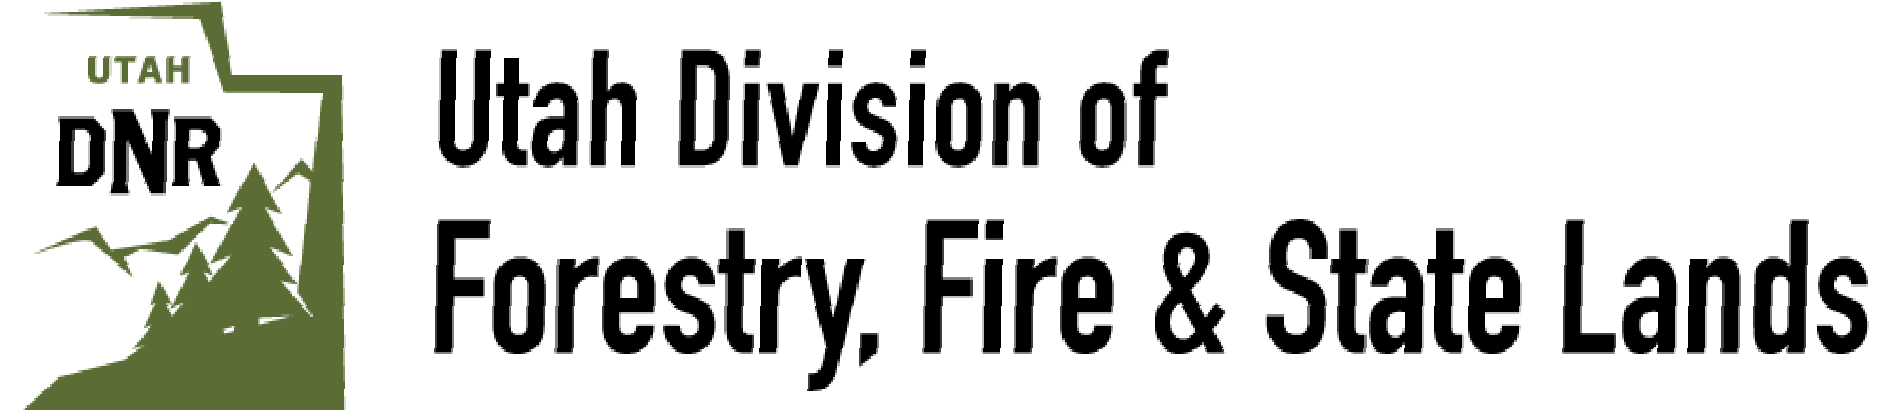 UTAH
DNR
Utah Division of
Forestry, Fire & State Lands